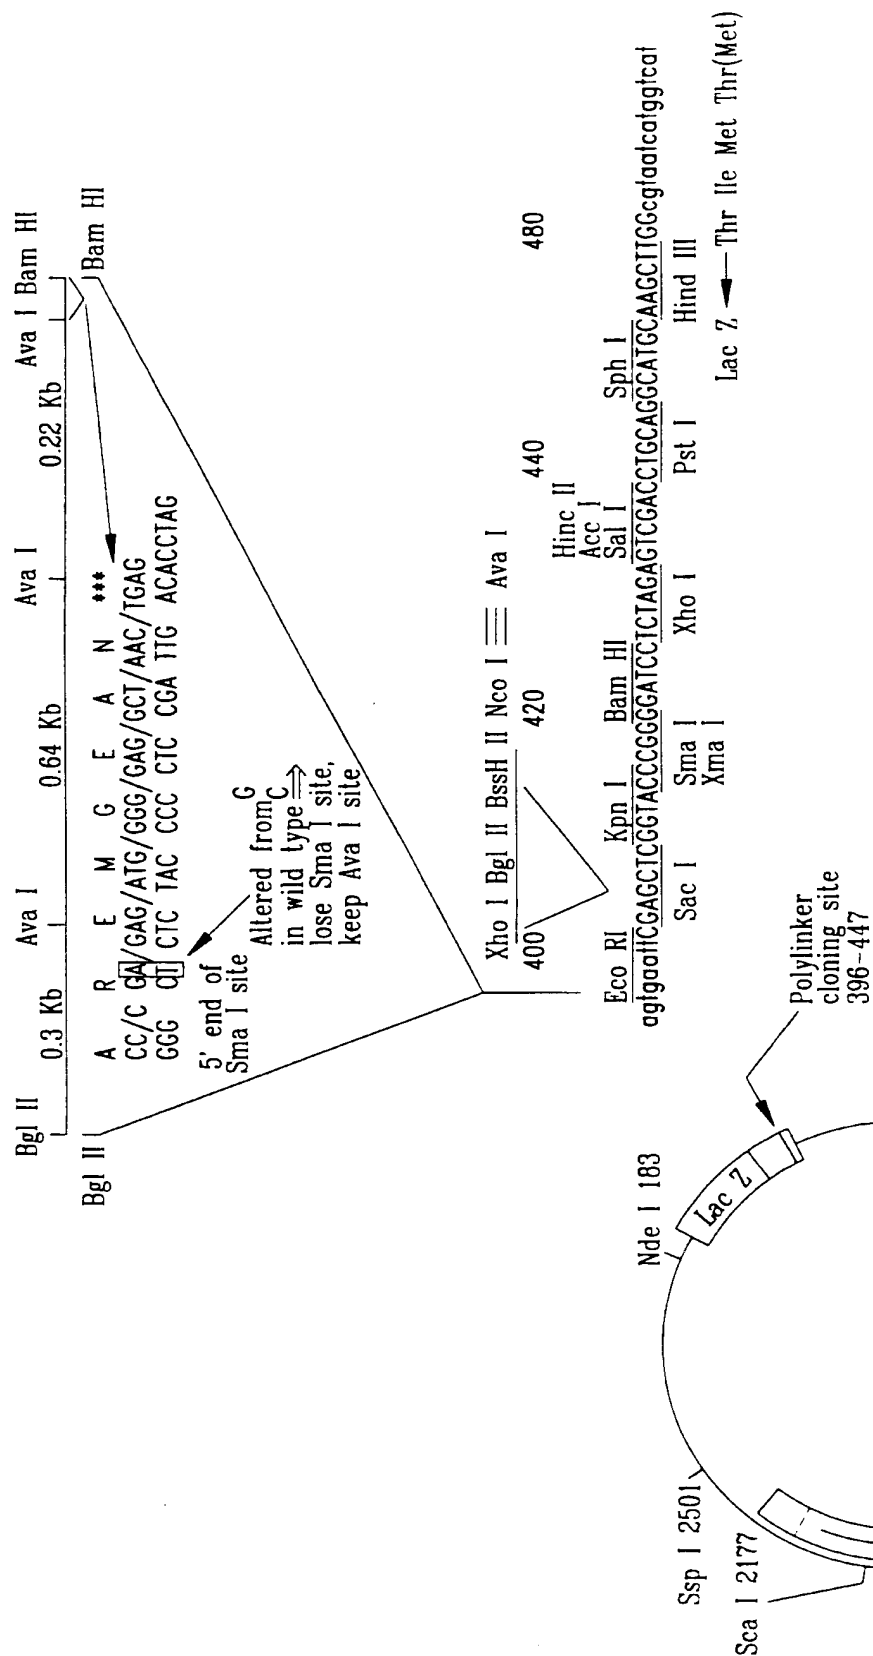 Bgl II 0.3 Kb Ava I 0.64 Kb Ava I 0.22 Kb Ava I Bam HI
Bgl II Bam HI
A R E M G E A N ***
CC/C GA/GAG/ATG/GGG/GAG/GCT/AAC/TGAG
GGG CT CTC TAC CCC CTC CGA TTG ACACCTAG
5' end of
Sma I site
Altered from G C
in wild type ⇒
lose Sma I site,
keep Ava I site
Xho I Bgl II BssH II Nco I ≡ Ava I
400 420 440 480
Hinc II
Acc I
Eco RI Kpn I Bam HI Sal I Sph I
agtgaattCGAGCTCGGTACCCGGGGATCCTCTAGAGTCGACCTGCAGGCATGCAAGCTTGGcgtaatcatggtcat
Sac I Sma I Xho I Pst I Hind III
Xma I
Lac Z ← Thr Ile Met Thr(Met)
Polylinker
cloning site
396-447
Nde I 183
Lac Z
Ssp I 2501
Sca I 2177